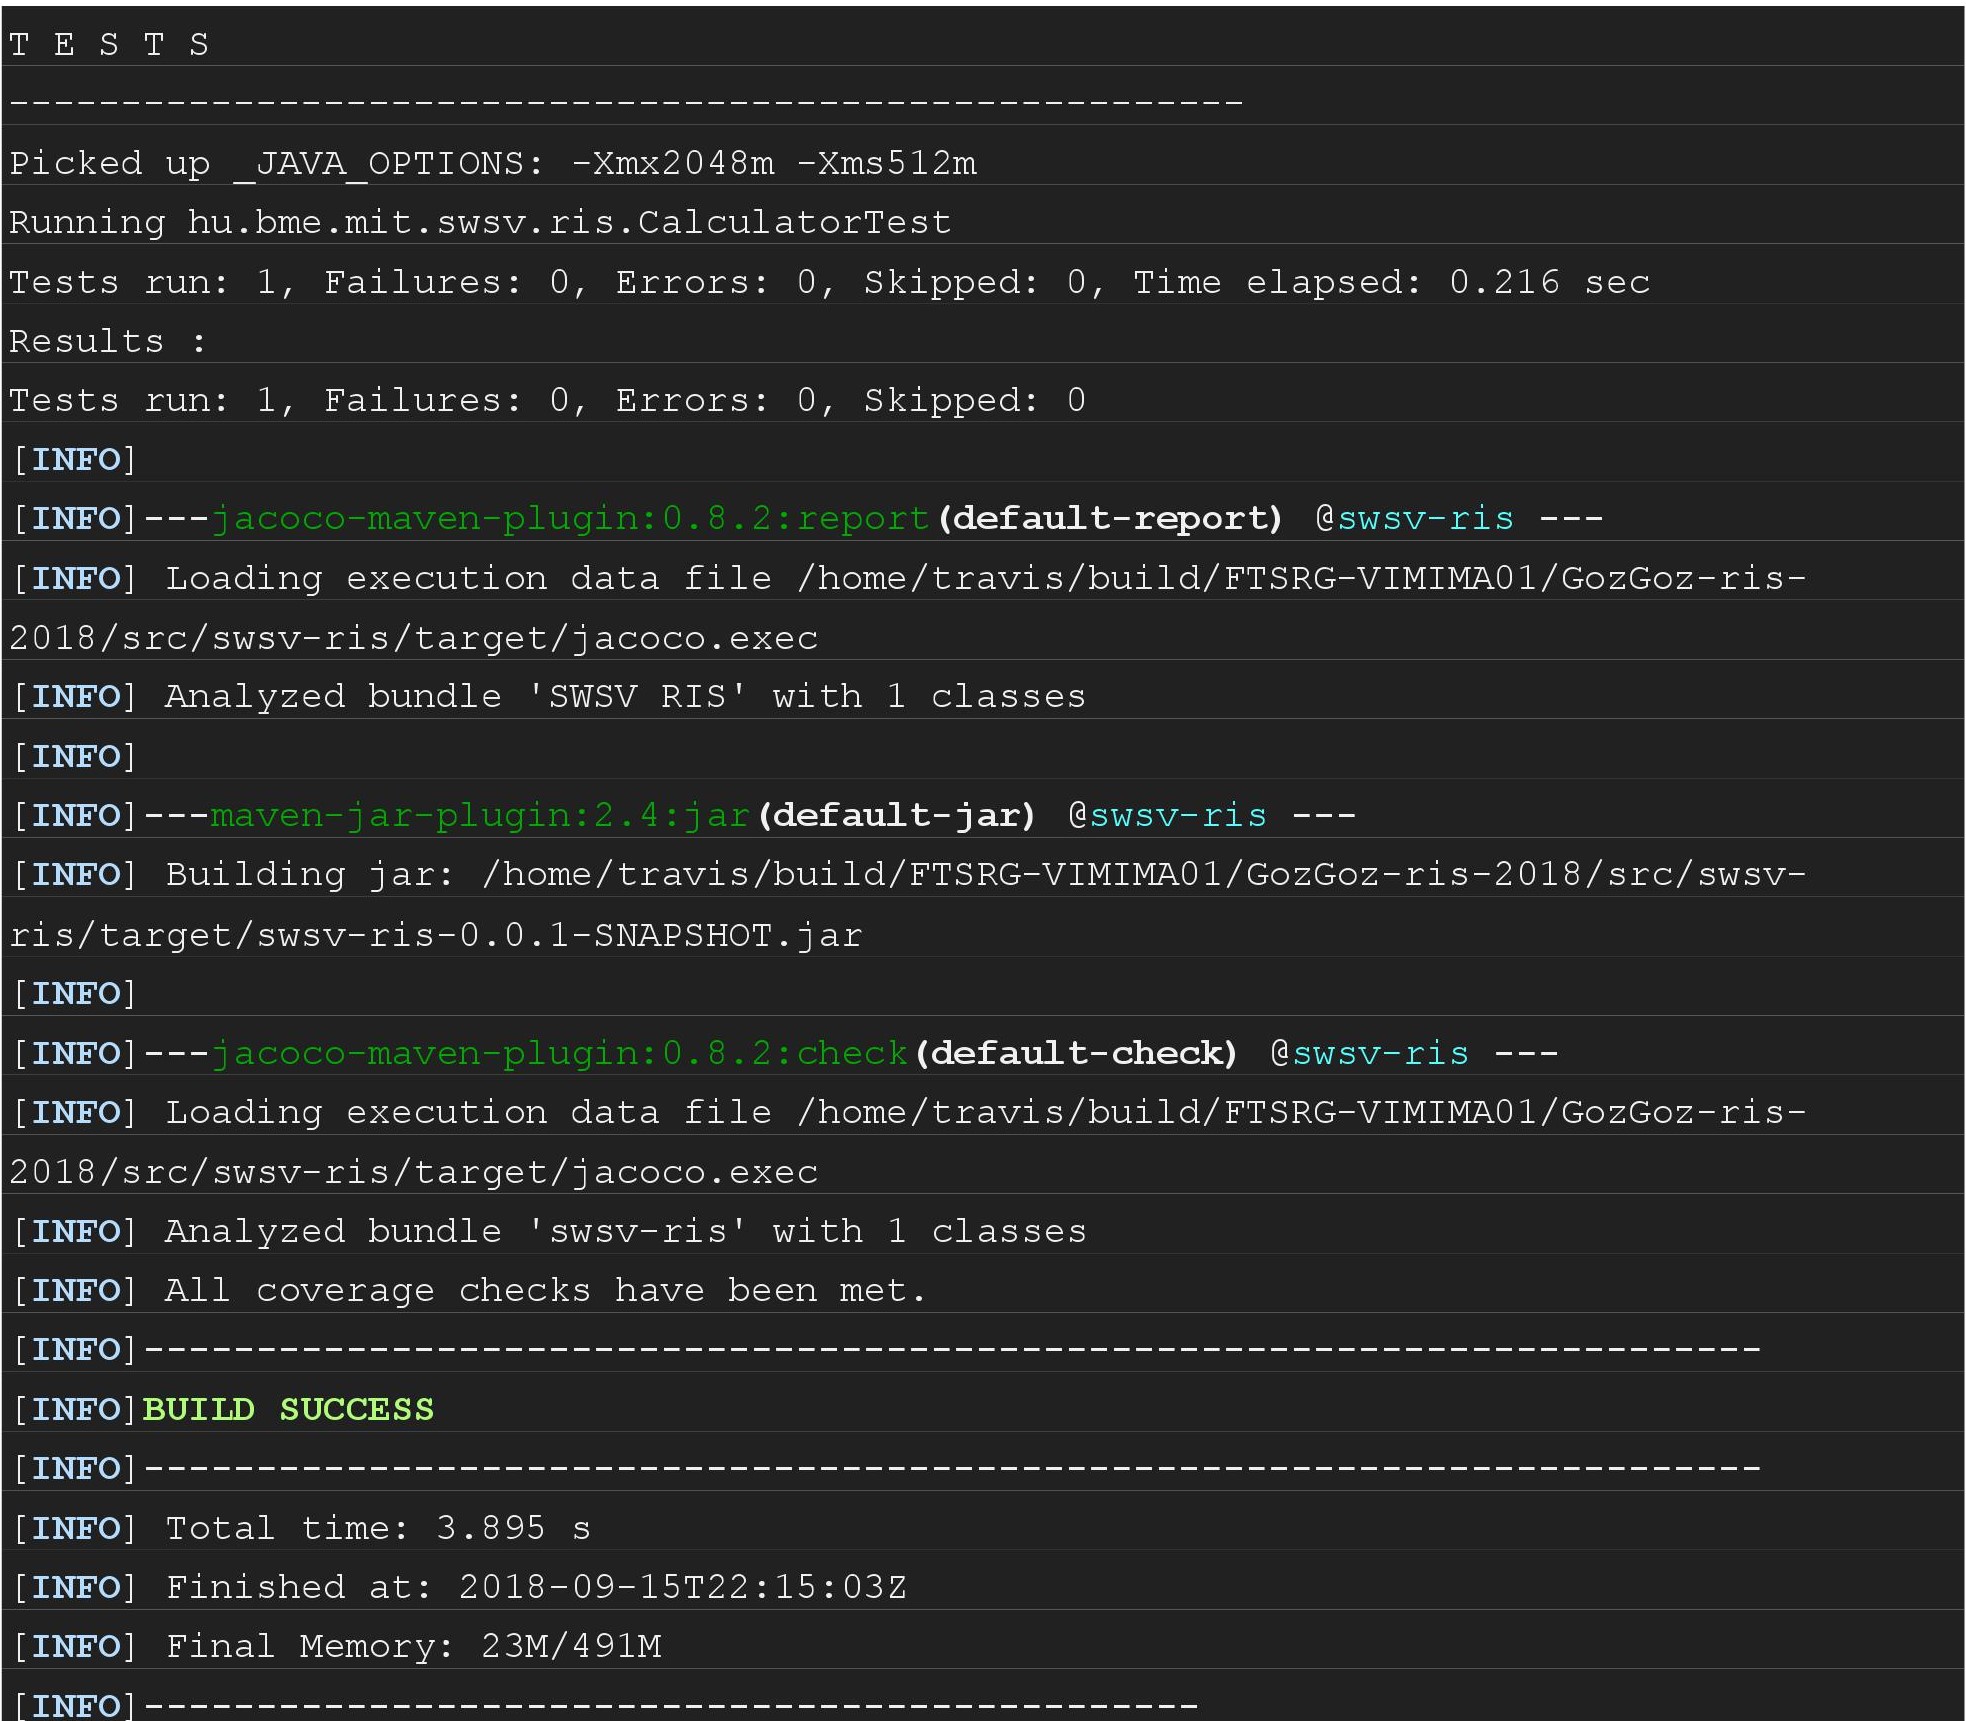 T E S T S
-------------------------------------------------------
Picked up _JAVA_OPTIONS: -Xmx2048m -Xms512m
Running hu.bme.mit.swsv.ris.CalculatorTest
Tests run: 1, Failures: 0, Errors: 0, Skipped: 0, Time elapsed: 0.216 sec
Results :
Tests run: 1, Failures: 0, Errors: 0, Skipped: 0
[INFO]
[INFO]---jacoco-maven-plugin:0.8.2:report(default-report) @swsv-ris ---
[INFO] Loading execution data file /home/travis/build/FTSRG-VIMIMA01/GozGoz-ris-
2018/src/swsv-ris/target/jacoco.exec
[INFO] Analyzed bundle 'SWSV RIS' with 1 classes
[INFO]
[INFO]---maven-jar-plugin:2.4:jar(default-jar) @swsv-ris ---
[INFO] Building jar: /home/travis/build/FTSRG-VIMIMA01/GozGoz-ris-2018/src/swsv-
ris/target/swsv-ris-0.0.1-SNAPSHOT.jar
[INFO]
[INFO]---jacoco-maven-plugin:0.8.2:check(default-check) @swsv-ris ---
[INFO] Loading execution data file /home/travis/build/FTSRG-VIMIMA01/GozGoz-ris-
2018/src/swsv-ris/target/jacoco.exec
[INFO] Analyzed bundle 'swsv-ris' with 1 classes
[INFO] All coverage checks have been met.
[INFO]------------------------------------------------------------------------
[INFO]BUILD SUCCESS
[INFO]------------------------------------------------------------------------
[INFO] Total time: 3.895 s
[INFO] Finished at: 2018-09-15T22:15:03Z
[INFO] Final Memory: 23M/491M
[INFO]-----------------------------------------------